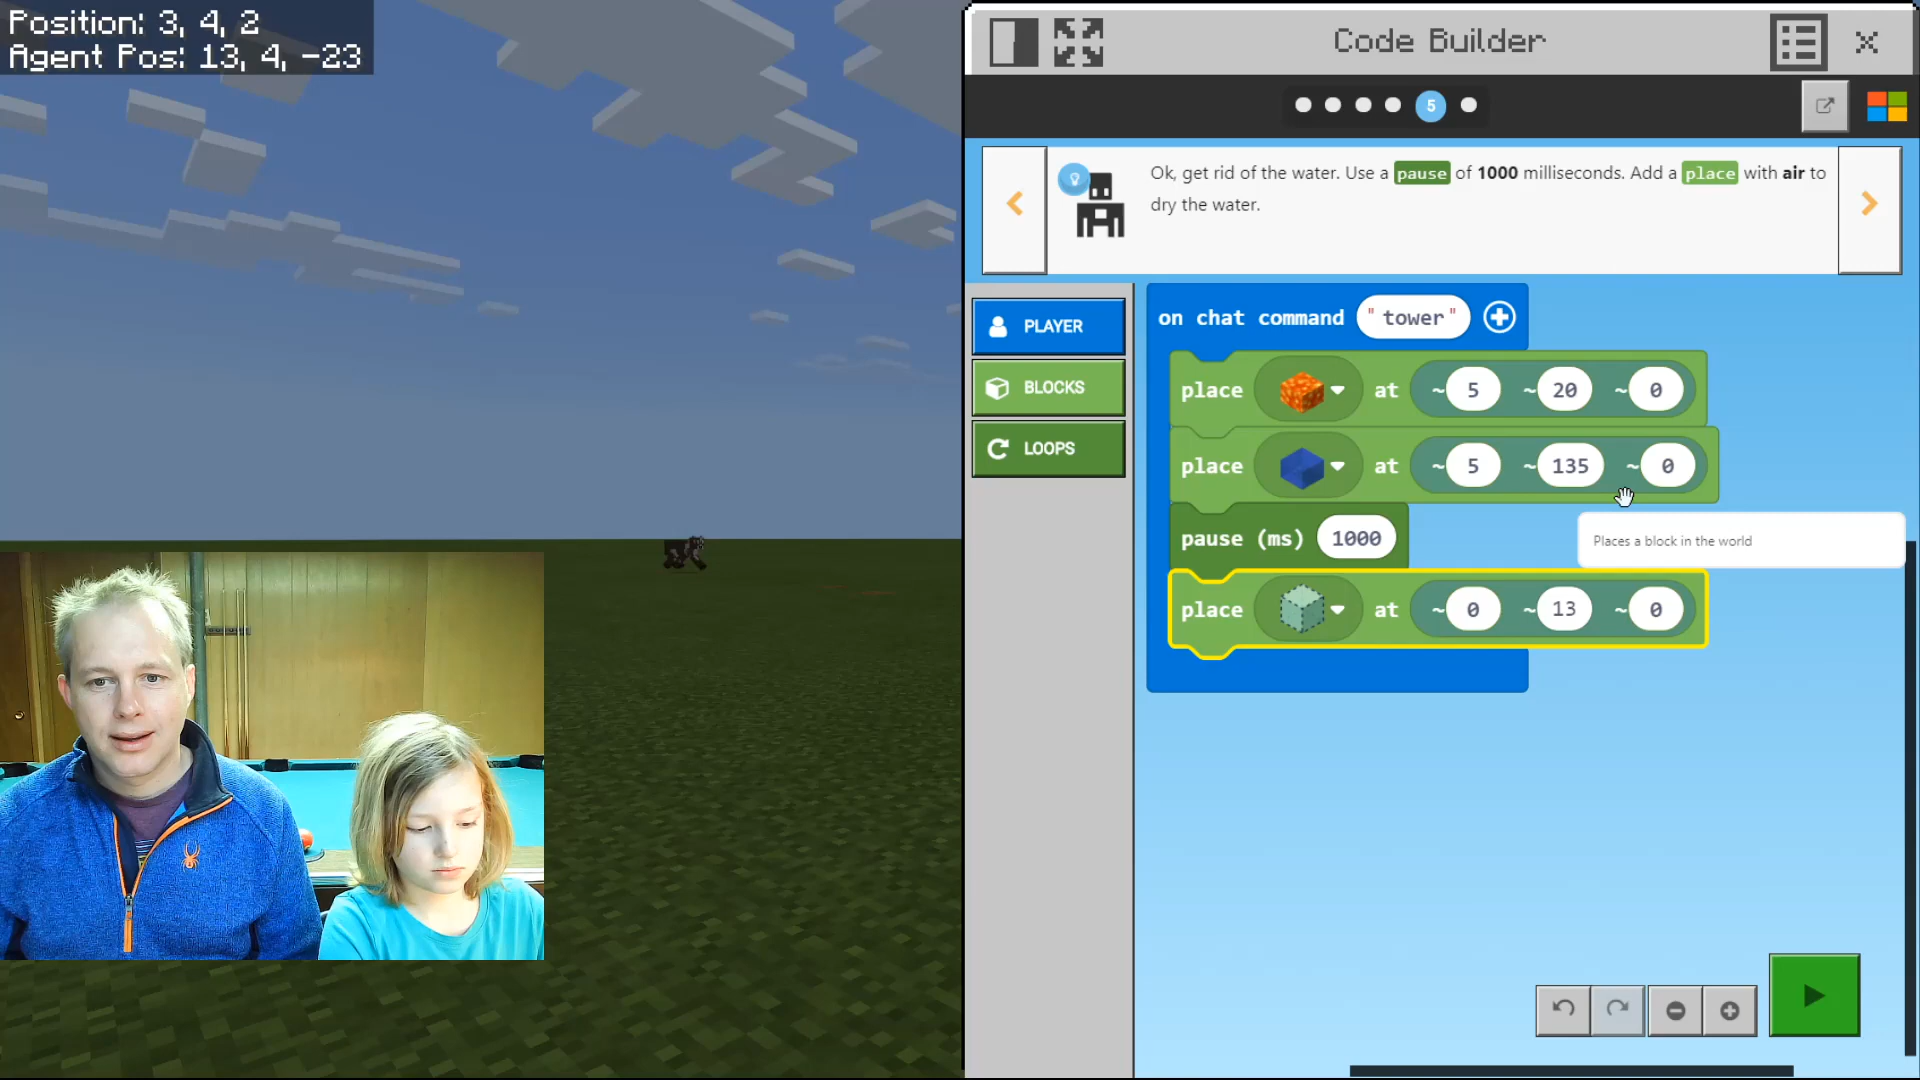 Position: 3, 4, 2
Agent Pos: 13, 4, -23
Code Builder
5
Ok, get rid of the water. Use a pause of 1000 milliseconds. Add a place with air to
dry the water.
PLAYER
BLOCKS
LOOPS
on chat command "tower"
place at ~5 ~20 ~0
place at ~5 ~135 ~0
pause (ms) 1000
Places a block in the world
place at ~0 ~13 ~0